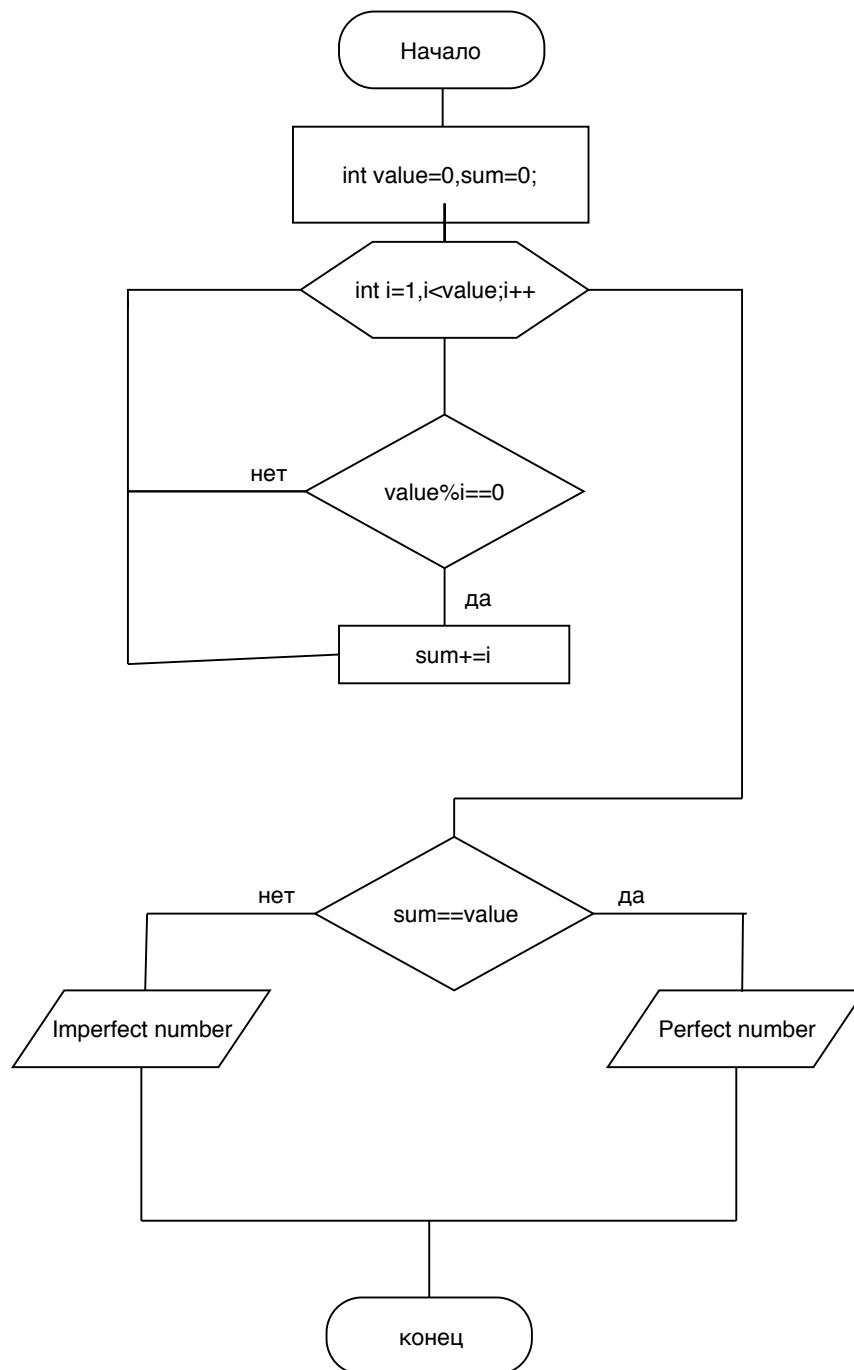 Начало
int value=0,sum=0;
int i=1,i<value;i++
нет
value%i==0
да
sum+=i
нет
sum==value
да
Imperfect number
Perfect number
конец